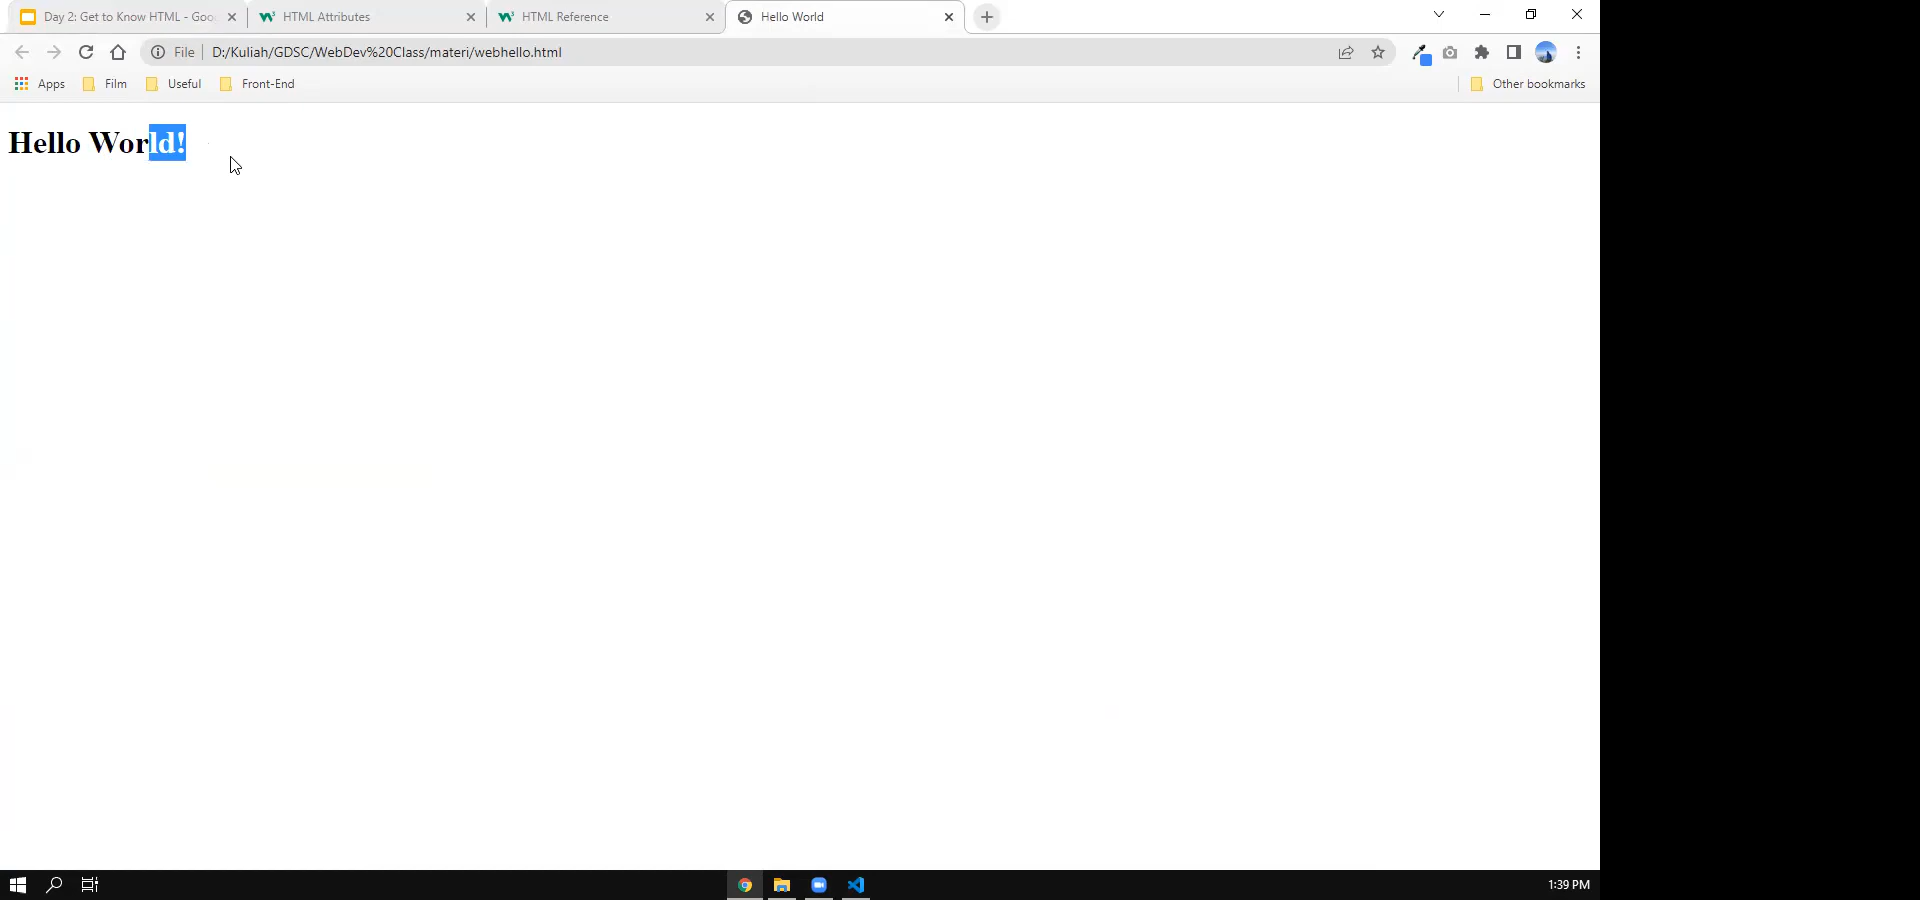 Day 2: Get to Know HTML - Goo
HTML Attributes
HTML Reference
Hello World
File
D:/Kuliah/GDSC/WebDev%20Class/materi/webhello.html
Apps
Film
Useful
Front-End
Other bookmarks
Hello World!
1:39 PM